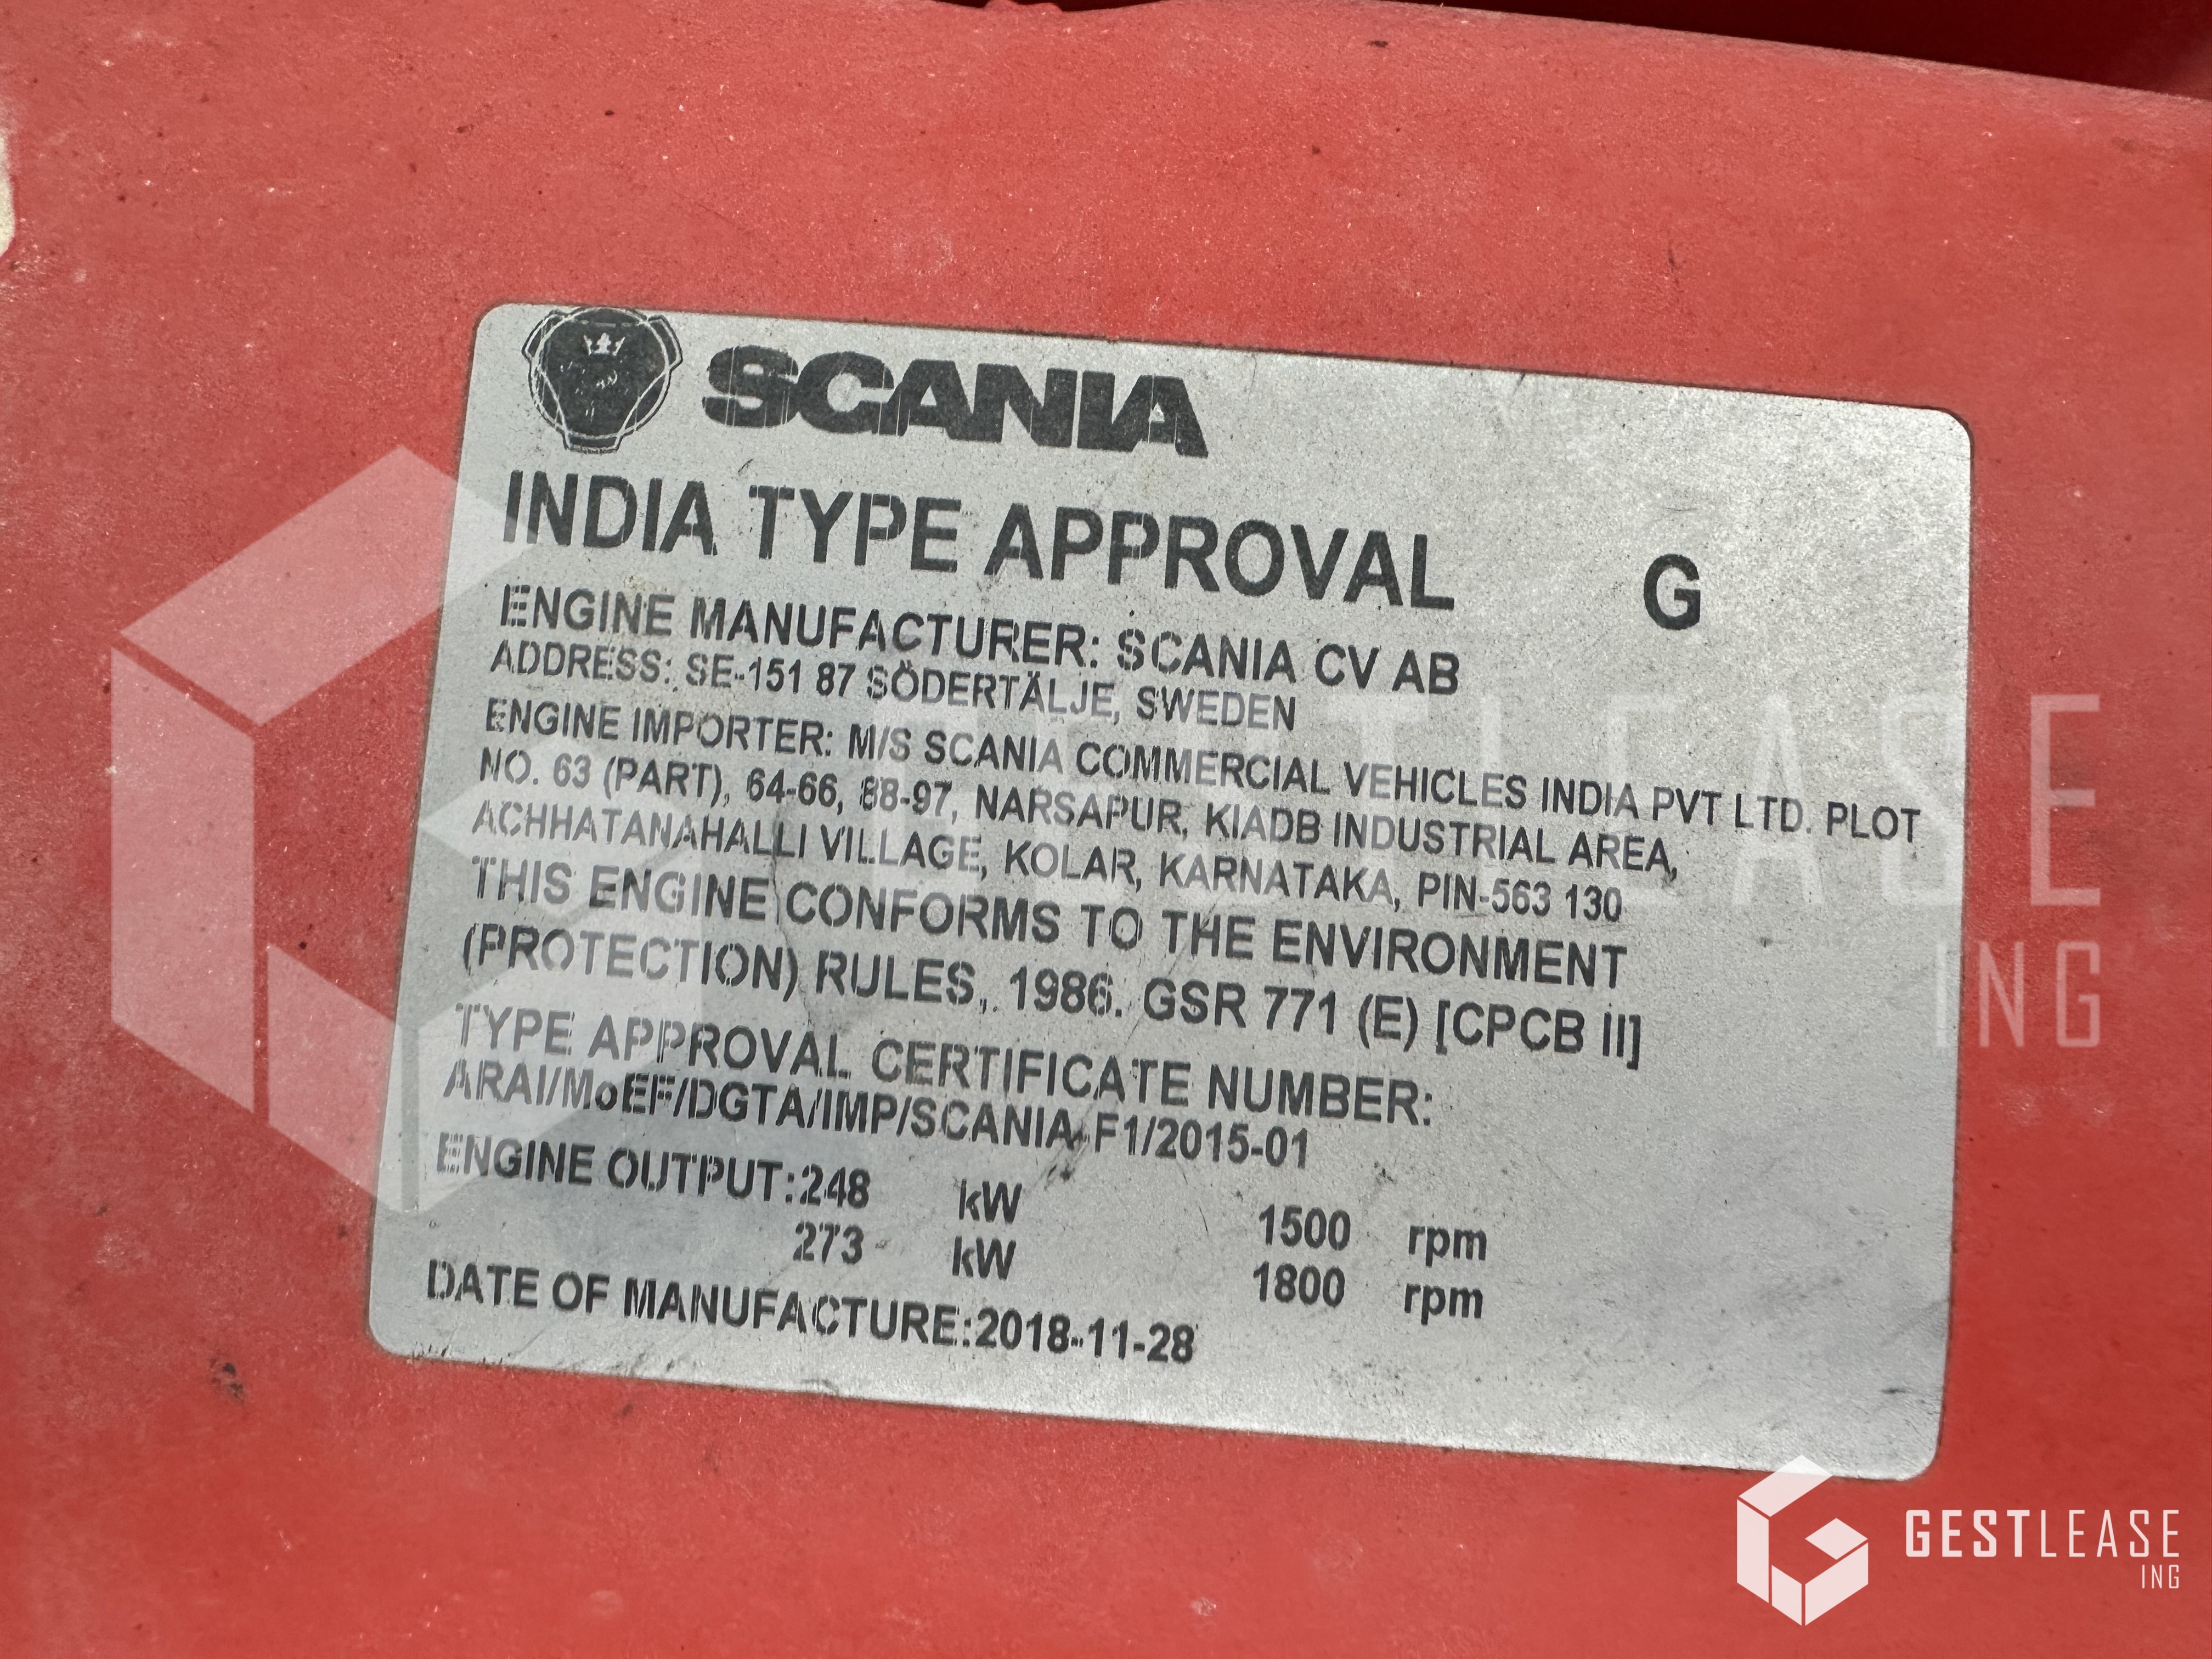 SCANIA
INDIA TYPE APPROVAL G
ENGINE MANUFACTURER: SCANIA CV AB
ADDRESS: SE-151 87 SÖDERTÄLJE, SWEDEN
ENGINE IMPORTER: M/S SCANIA COMMERCIAL VEHICLES INDIA PVT LTD. PLOT
NO. 63 (PART), 64-66, 88-97, NARSAPUR, KIADB INDUSTRIAL AREA,
ACHHATANAHALLI VILLAGE, KOLAR, KARNATAKA, PIN-563 130
THIS ENGINE CONFORMS TO THE ENVIRONMENT
(PROTECTION) RULES, 1986. GSR 771 (E) [CPCB II]
TYPE APPROVAL CERTIFICATE NUMBER:
ARAI/MoEF/DGTA/IMP/SCANIA-F1/2015-01
ENGINE OUTPUT:248 kW 1500 rpm
273 kW 1800 rpm
DATE OF MANUFACTURE:2018-11-28
GESTLEASE
ING
GESTLEASE
ING